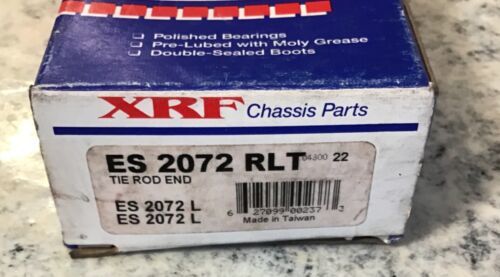 Polished Bearings
Pre-Lubed with Moly Grease
Double-Sealed Boots
XRF Chassis Parts
ES 2072 RLT 04300 22
TIE ROD END
ES 2072 L
ES 2072 L
6 27099 00237 3
Made in Taiwan